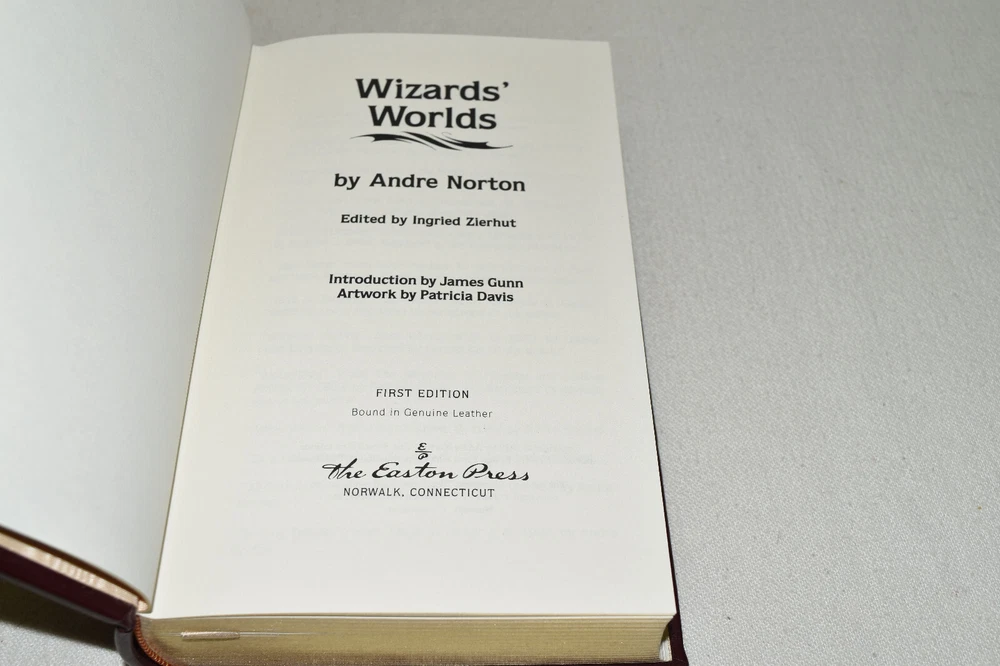 Wizards'
Worlds
by Andre Norton
Edited by Ingried Zierhut
Introduction by James Gunn
Artwork by Patricia Davis
FIRST EDITION
Bound in Genuine Leather
E
P
The Easton Press
NORWALK, CONNECTICUT